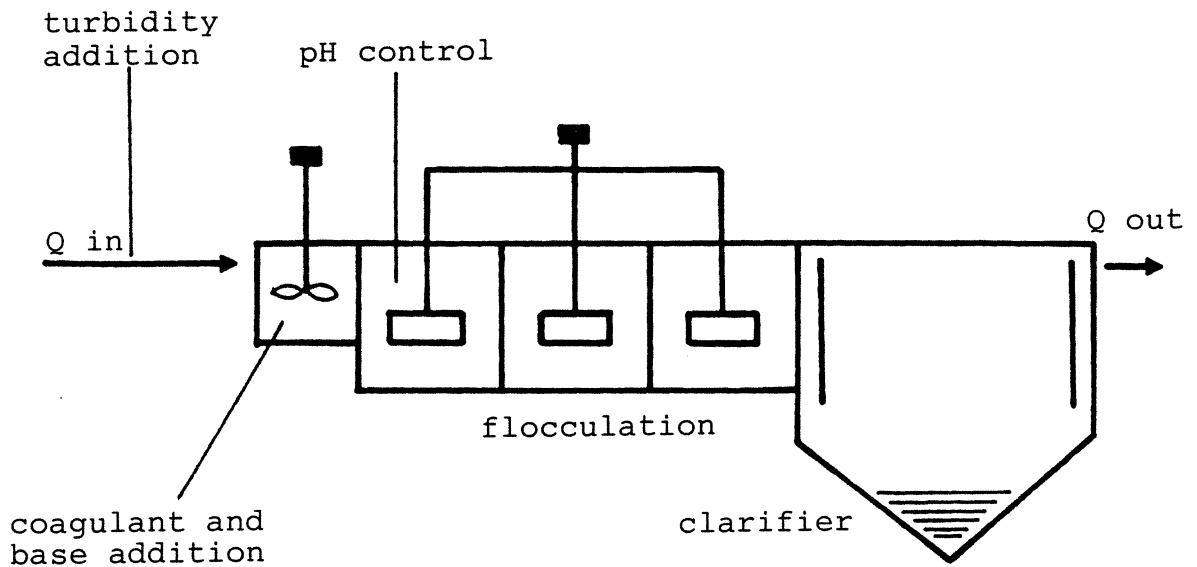 turbidity
addition
pH control
Q in
Q out
flocculation
clarifier
coagulant and
base addition